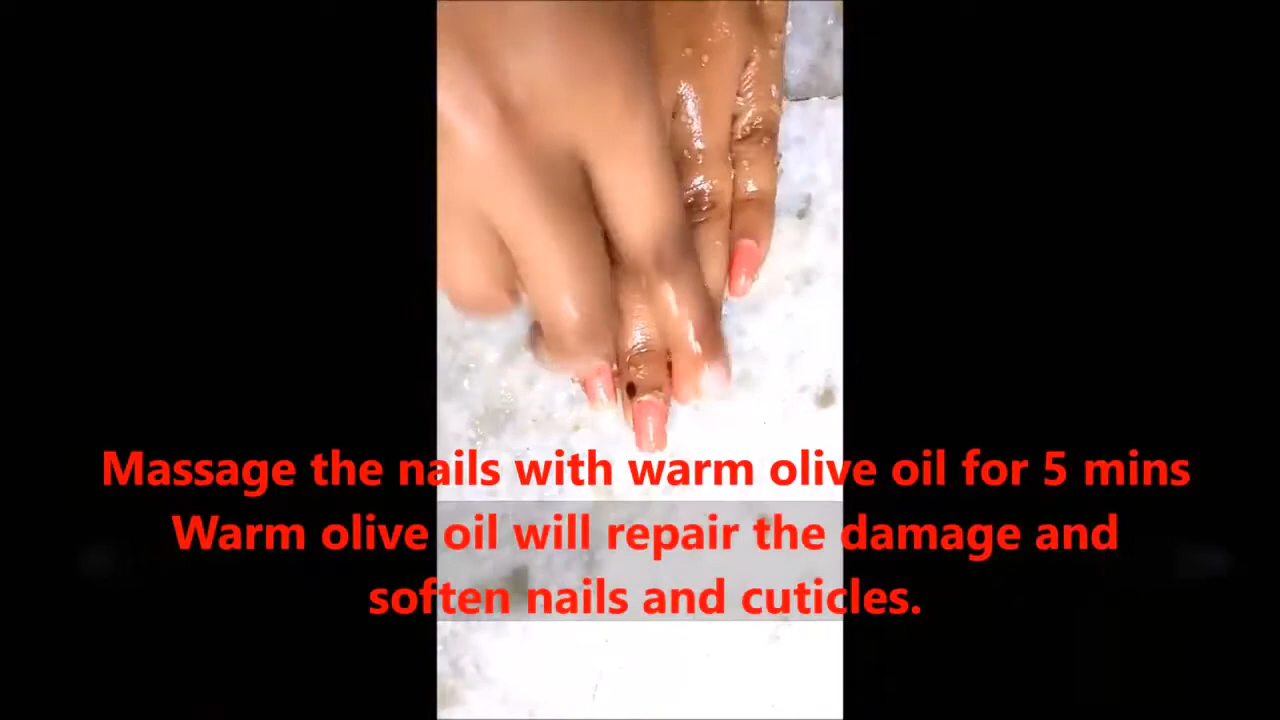 Massage the nails with warm olive oil for 5 mins
Warm olive oil will repair the damage and
soften nails and cuticles.